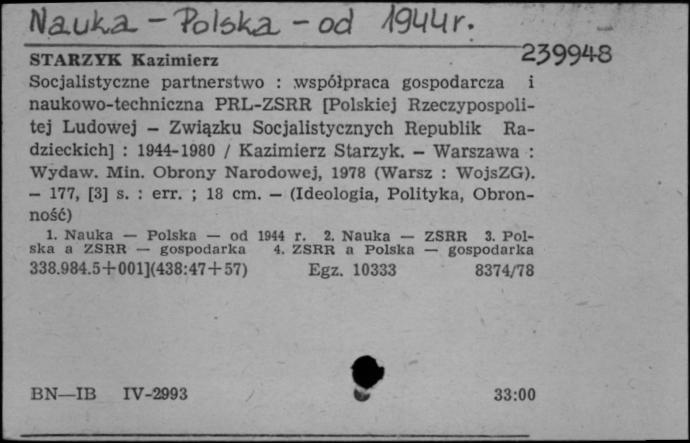 Nauka - Polska - od 1944r.
239948
STARZYK Kazimierz
Socjalistyczne partnerstwo : współpraca gospodarcza i
naukowo-techniczna PRL-ZSRR [Polskiej Rzeczypospoli-
tej Ludowej — Związku Socjalistycznych Republik Ra-
dzieckich] : 1944-1980 / Kazimierz Starzyk. — Warszawa :
Wydaw. Min. Obrony Narodowej, 1978 (Warsz : WojsZG).
— 177, [3] s. : err. ; 18 cm. — (Ideologia, Polityka, Obron-
ność)
1. Nauka — Polska — od 1944 r. 2. Nauka — ZSRR 3. Pol-
ska a ZSRR — gospodarka 4. ZSRR a Polska — gospodarka
338.984.5+001](438:47+57) Egz. 10333 8374/78
BN—IB IV-2993 33:00